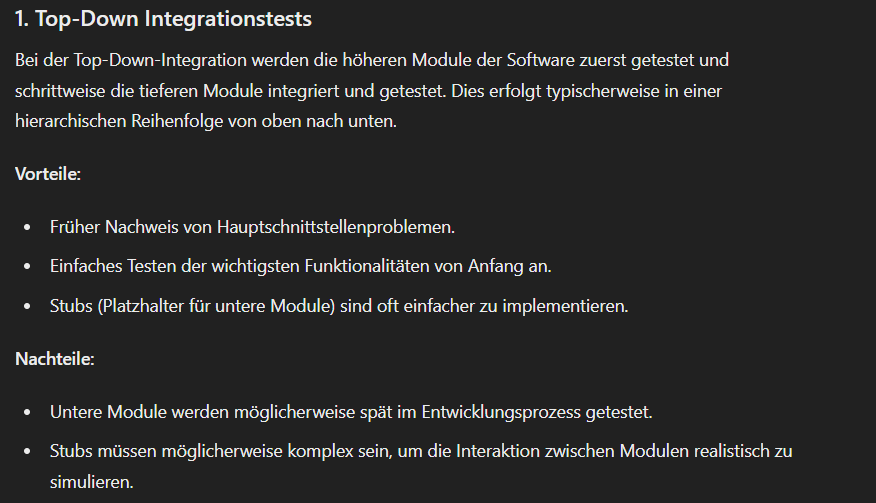 1. Top-Down Integrationstests
Bei der Top-Down-Integration werden die höheren Module der Software zuerst getestet und
schrittweise die tieferen Module integriert und getestet. Dies erfolgt typischerweise in einer
hierarchischen Reihenfolge von oben nach unten.
Vorteile:
• Früher Nachweis von Hauptschnittstellenproblemen.
• Einfaches Testen der wichtigsten Funktionalitäten von Anfang an.
• Stubs (Platzhalter für untere Module) sind oft einfacher zu implementieren.
Nachteile:
• Untere Module werden möglicherweise spät im Entwicklungsprozess getestet.
• Stubs müssen möglicherweise komplex sein, um die Interaktion zwischen Modulen realistisch zu
simulieren.